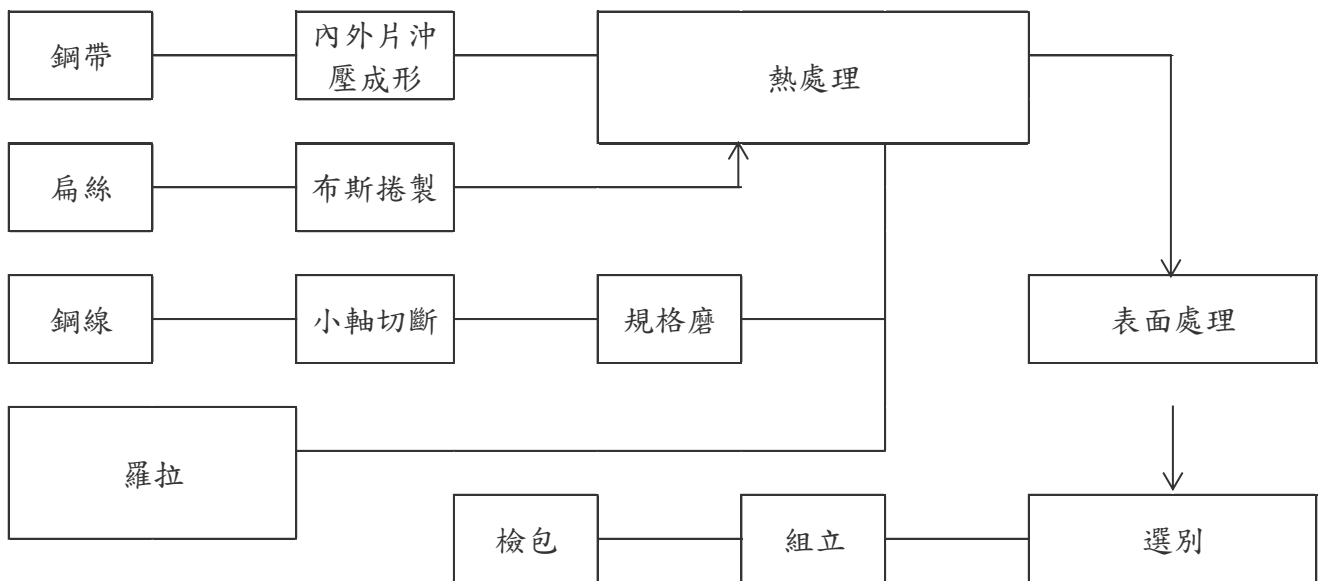 鋼帶
內外片沖
壓成形
熱處理
扁絲
布斯捲製
鋼線
小軸切斷
規格磨
表面處理
羅拉
檢包
組立
選別